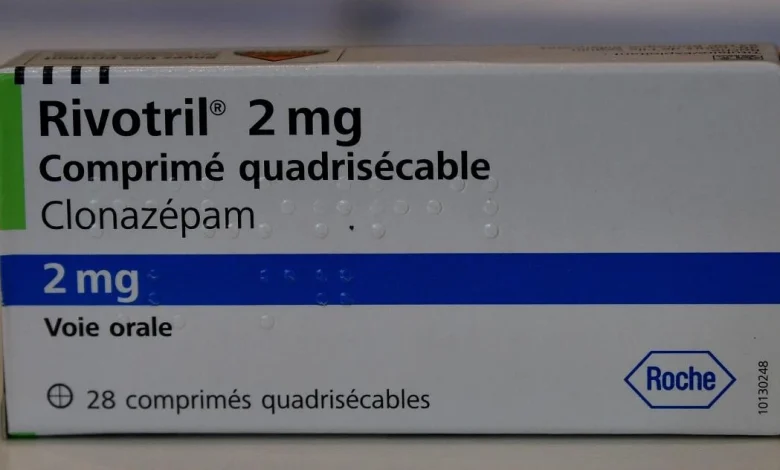 Rivotril® 2 mg
Comprimé quadrisécable
Clonazépam
2 mg
Voie orale
28 comprimés quadrisécables
Roche
10130248